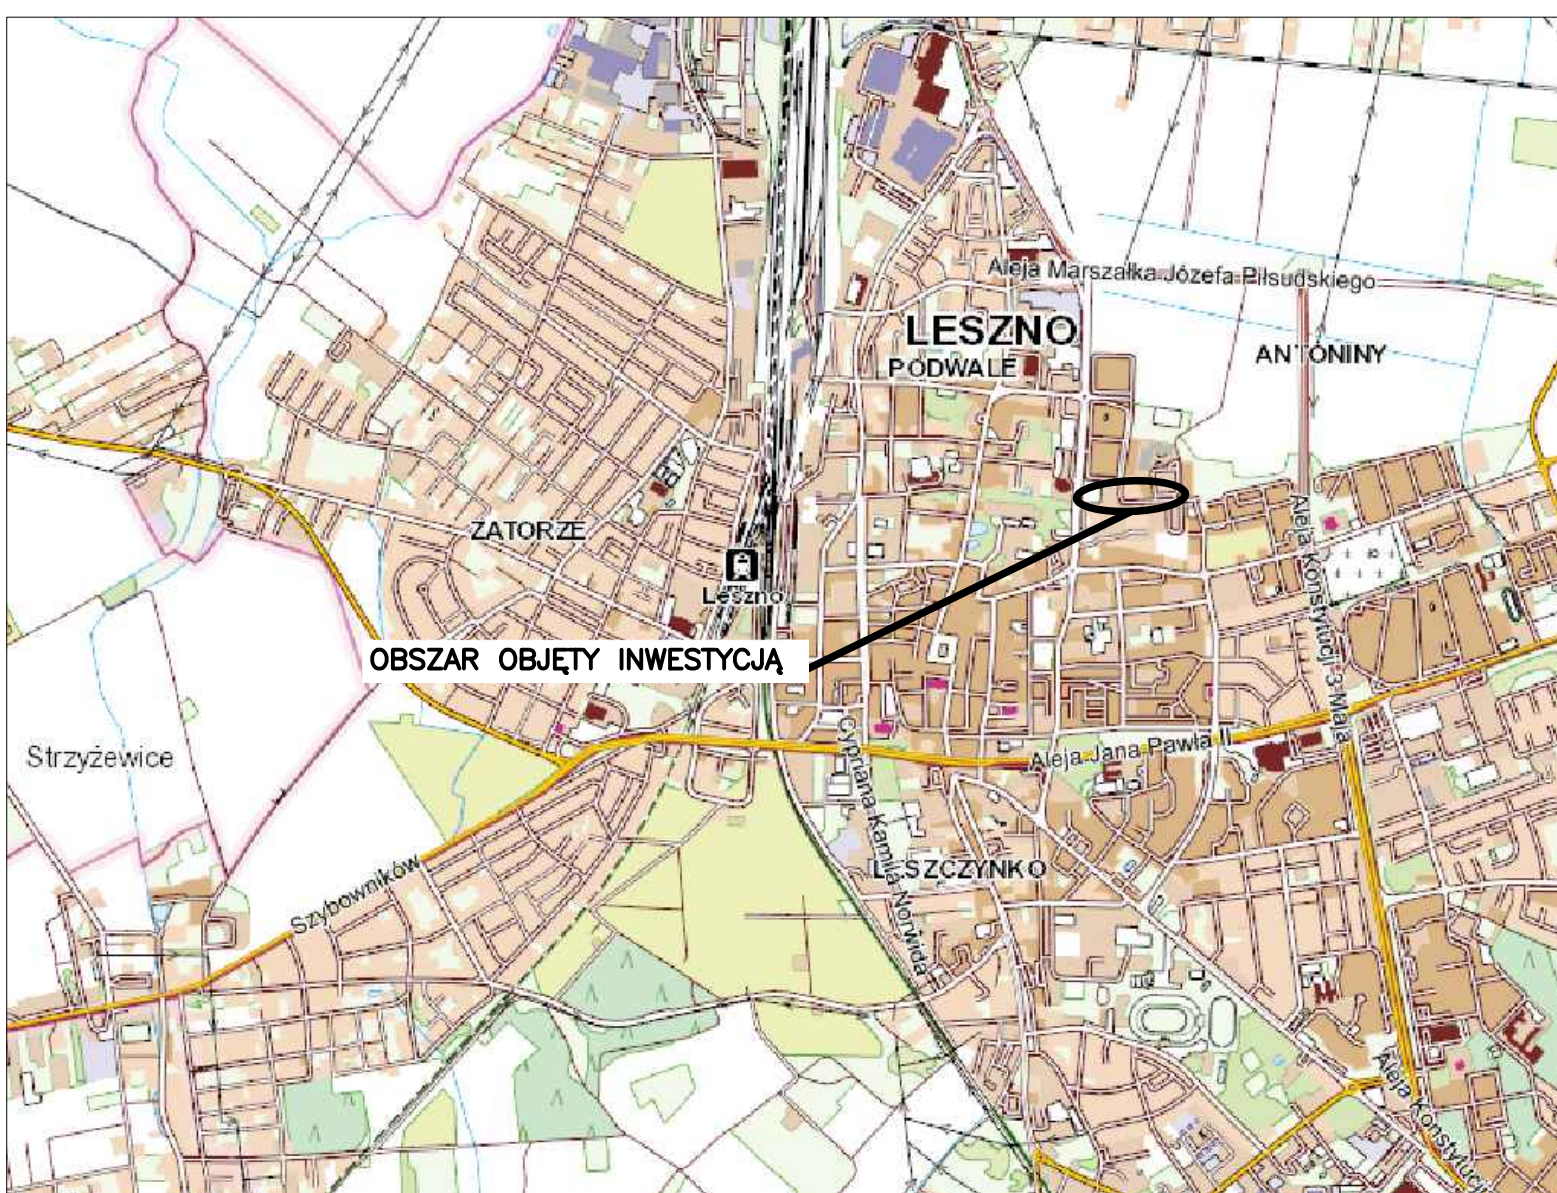 Aleja Marszałka Józefa Piłsudskiego
LESZNO
PODWALE
ANTONINY
ZATORZE
Leszno
Aleja Konstytucji 3 Maja
OBSZAR OBJĘTY INWESTYCJĄ
Strzyżewice
Cypriana Kamila Norwida
Aleja Jana Pawła II
LESZCZYNKO
Szybowników
Aleja Konstytucji